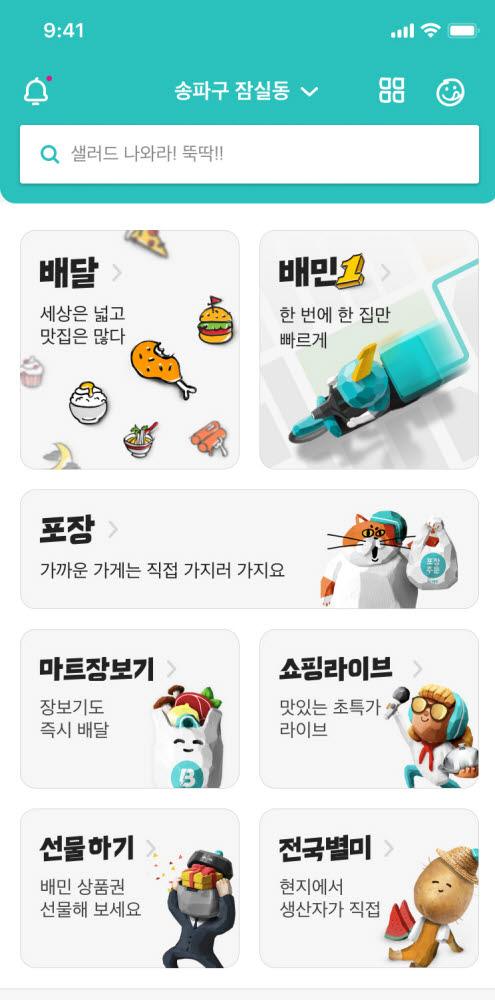 9:41
송파구 잠실동
샐러드 나와라! 뚝딱!!
배달
세상은 넓고
맛집은 많다
배민1
한 번에 한 집만
빠르게
포장
가까운 가게는 직접 가지러 가지요
포장
주문
마트장보기
장보기도
즉시 배달
B
쇼핑라이브
맛있는 초특가
라이브
선물하기
배민 상품권
선물해 보세요
전국별미
현지에서
생산자가 직접